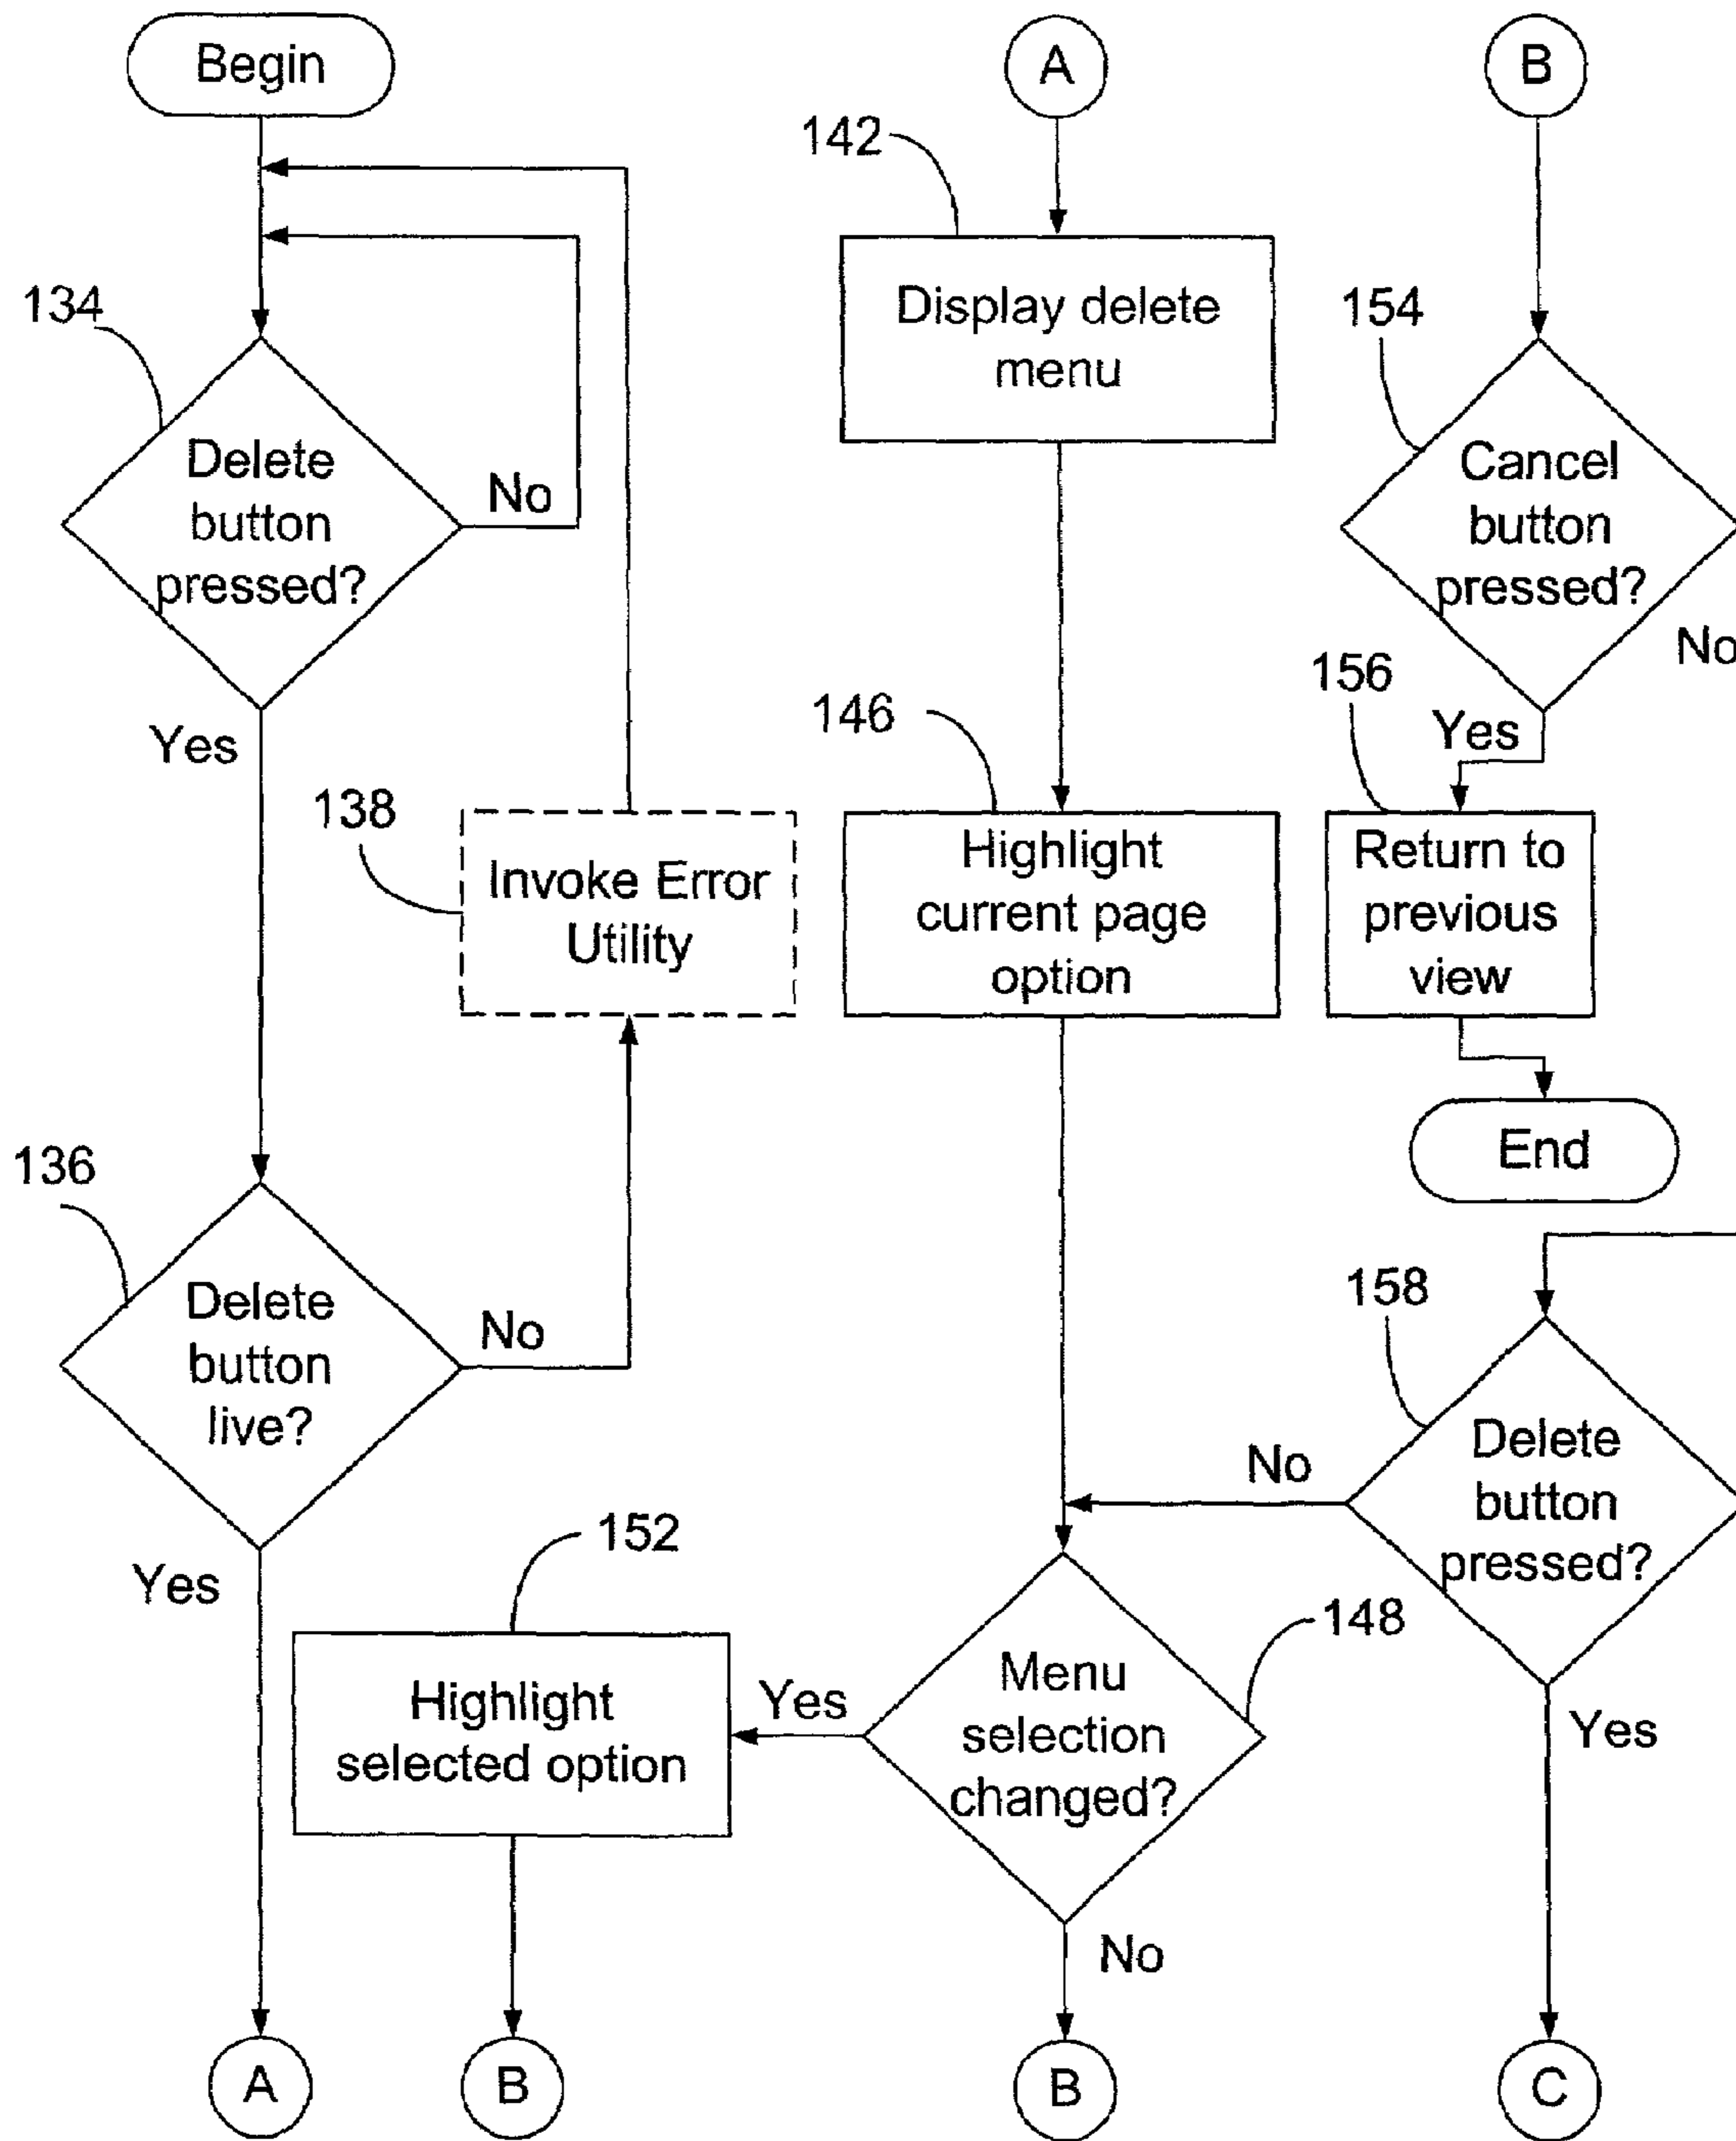 Begin
134
Delete
button
pressed?
No
Yes
138
Invoke Error
Utility
136
Delete
button
live?
No
Yes
152
Highlight
selected option
A
B
A
142
Display delete
menu
146
Highlight
current page
option
148
Menu
selection
changed?
Yes
No
B
B
154
Cancel
button
pressed?
No
Yes
156
Return to
previous
view
End
158
Delete
button
pressed?
No
Yes
C